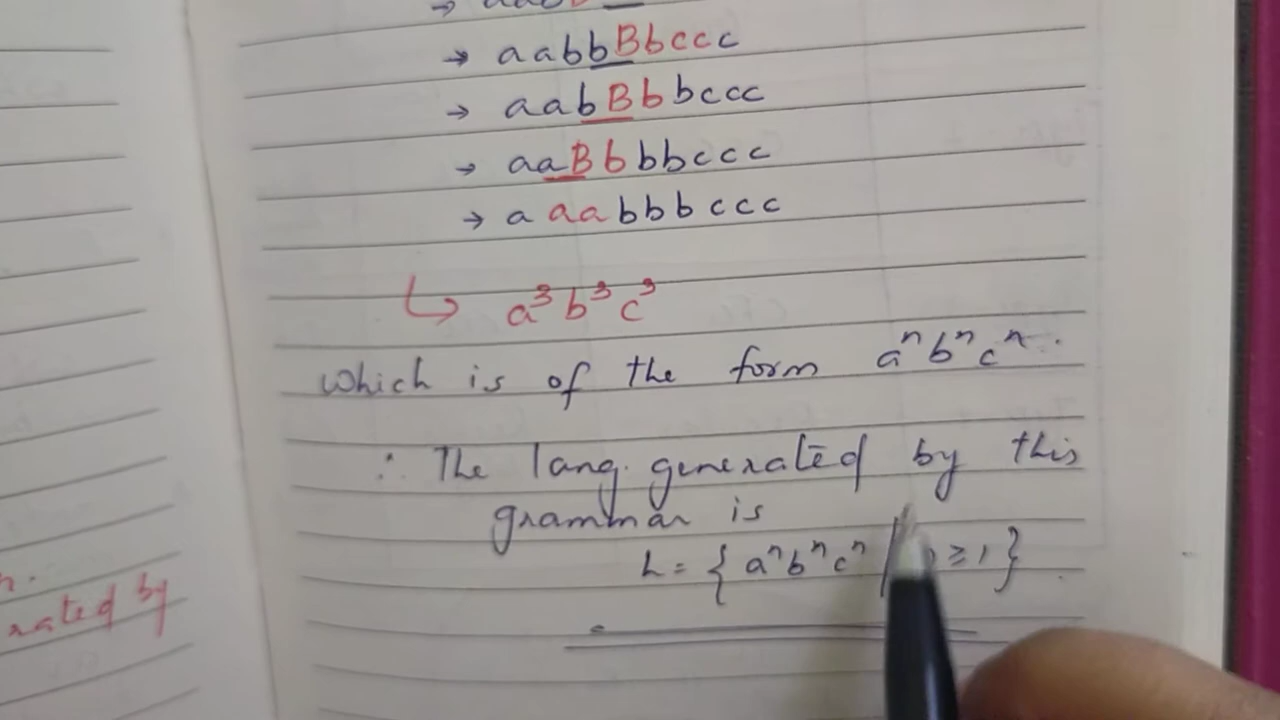 → aabbBbccc
→ aabBbbccc
→ aaBbbbccc
→ aaabbbccc
↳ a³b³c³
which is of the form aⁿbⁿcⁿ.
∴ The lang. generated by this
grammar is
L = { aⁿbⁿcⁿ / n ≥ 1 }
rated by